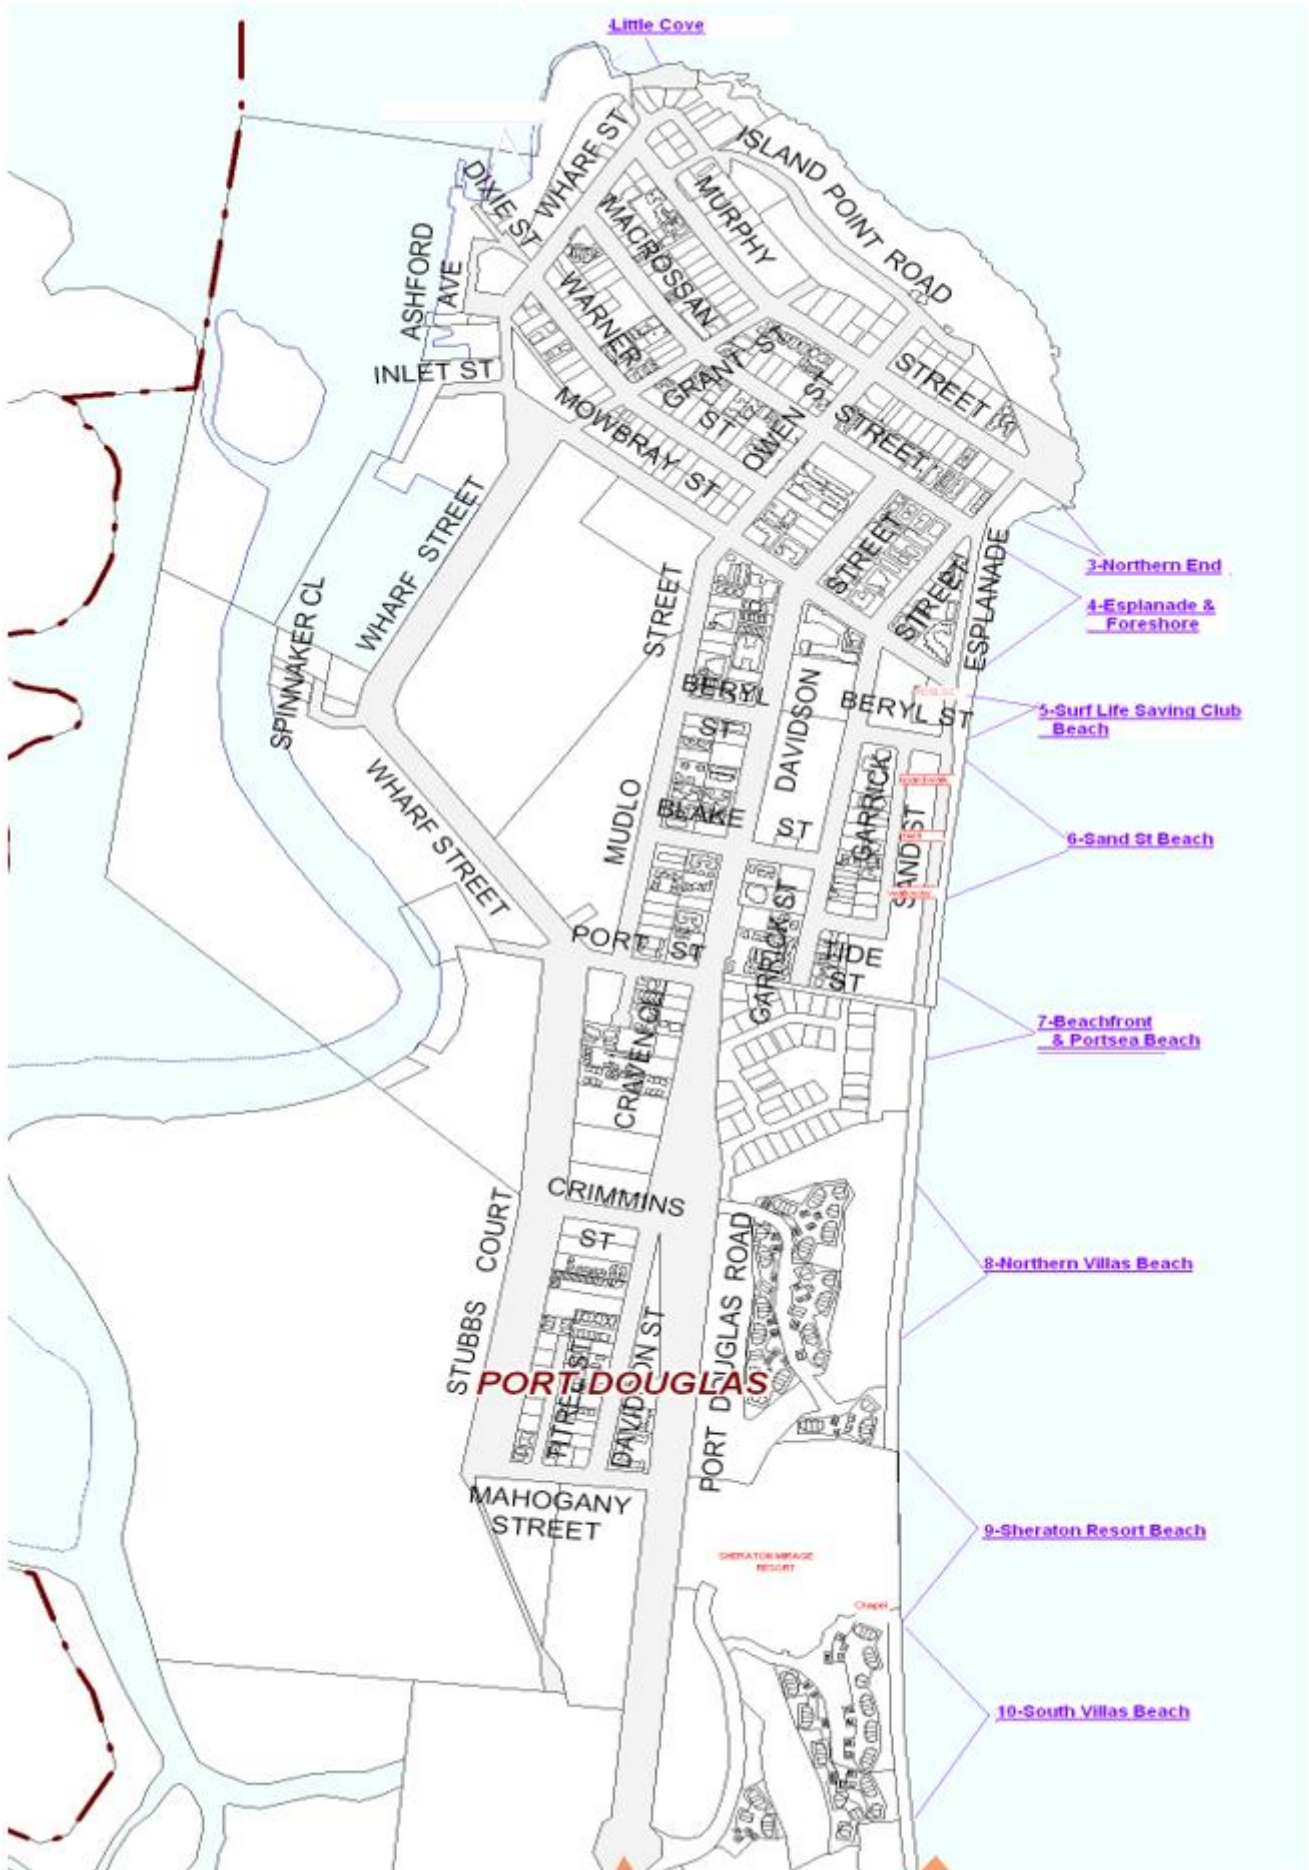 Little Cove
WHARF ST
ISLAND POINT ROAD
DIXIE ST
MURPHY
MACROSSAN
ASHFORD
AVE
WARNER
GRANT
ST
ST
INLET ST
STREET
MOWBRAY ST
OWEN
ST
STREET
WHARF STREET
STREET
STREET
ESPLANADE
3-Northern End
4-Esplanade &
Foreshore
STREET
SPINNAKER CL
BERYL
ST
DAVIDSON
BERYL ST
5-Surf Life Saving Club
Beach
WHARF STREET
MUDLO
BLAKE
ST
GARRICK
SAND ST
6-Sand St Beach
PORT ST
GARRICK ST
TIDE
ST
7-Beachfront
& Portsea Beach
CRAVEN CL
CRIMMINS
ST
STUBBS COURT
PORT DOUGLAS ROAD
8-Northern Villas Beach
TITREE ST
DAVIDSON ST
PORT DOUGLAS
MAHOGANY
STREET
9-Sheraton Resort Beach
SHERATON MIRAGE
RESORT
Chapel
10-South Villas Beach